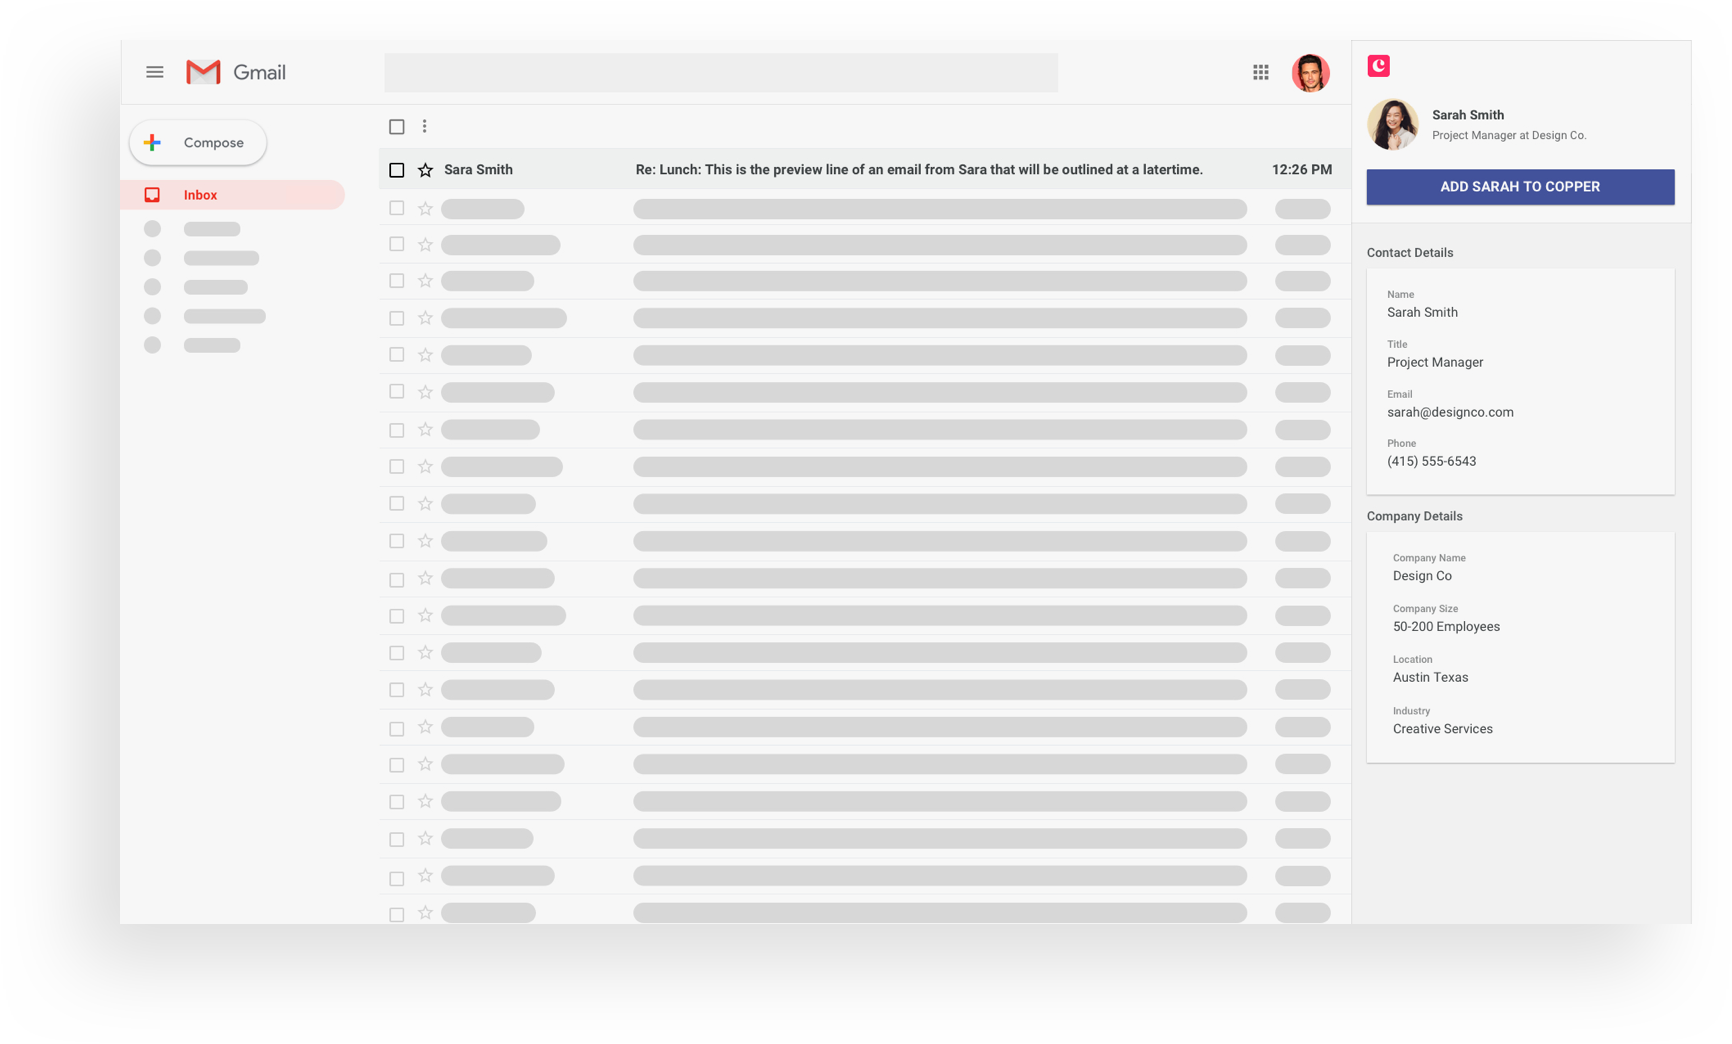 Gmail
Compose
Inbox
Sara Smith Re: Lunch: This is the preview line of an email from Sara that will be outlined at a latertime. 12:26 PM
Sarah Smith
Project Manager at Design Co.
ADD SARAH TO COPPER
Contact Details
Name
Sarah Smith
Title
Project Manager
Email
sarah@designco.com
Phone
(415) 555-6543
Company Details
Company Name
Design Co
Company Size
50-200 Employees
Location
Austin Texas
Industry
Creative Services